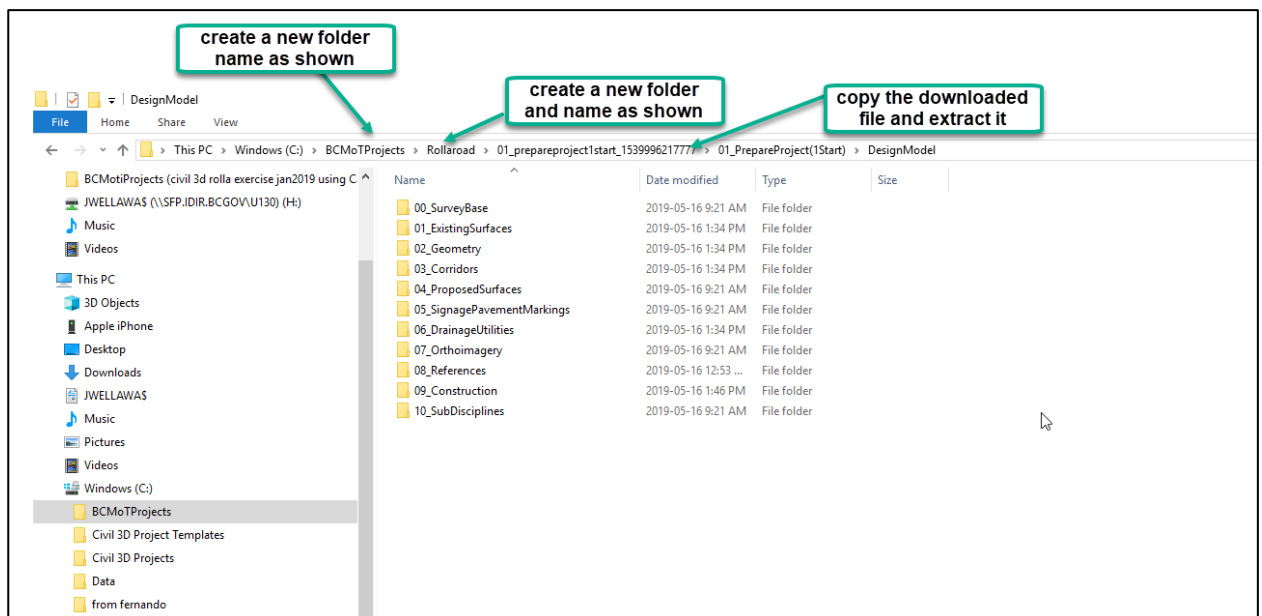 create a new folder
name as shown
create a new folder
and name as shown
copy the downloaded
file and extract it
DesignModel
File Home Share View
This PC > Windows (C:) > BCMoTProjects > Rollaroad > 01_prepareproject1start_1539996217777 > 01_PrepareProject(1Start) > DesignModel
BCMotiProjects (civil 3d rolla exercise jan2019 using C
JWELLAWA$ (\\SFP.IDIR.BCGOV\U130) (H:)
Music
Videos
This PC
3D Objects
Apple iPhone
Desktop
Downloads
JWELLAWA$
Music
Pictures
Videos
Windows (C:)
BCMoTProjects
Civil 3D Project Templates
Civil 3D Projects
Data
from fernando
Name Date modified Type Size
00_SurveyBase 2019-05-16 9:21 AM File folder
01_ExistingSurfaces 2019-05-16 1:34 PM File folder
02_Geometry 2019-05-16 1:34 PM File folder
03_Corridors 2019-05-16 1:34 PM File folder
04_ProposedSurfaces 2019-05-16 9:21 AM File folder
05_SignagePavementMarkings 2019-05-16 9:21 AM File folder
06_DrainageUtilities 2019-05-16 1:34 PM File folder
07_Orthoimagery 2019-05-16 9:21 AM File folder
08_References 2019-05-16 12:53 ... File folder
09_Construction 2019-05-16 1:46 PM File folder
10_SubDisciplines 2019-05-16 9:21 AM File folder